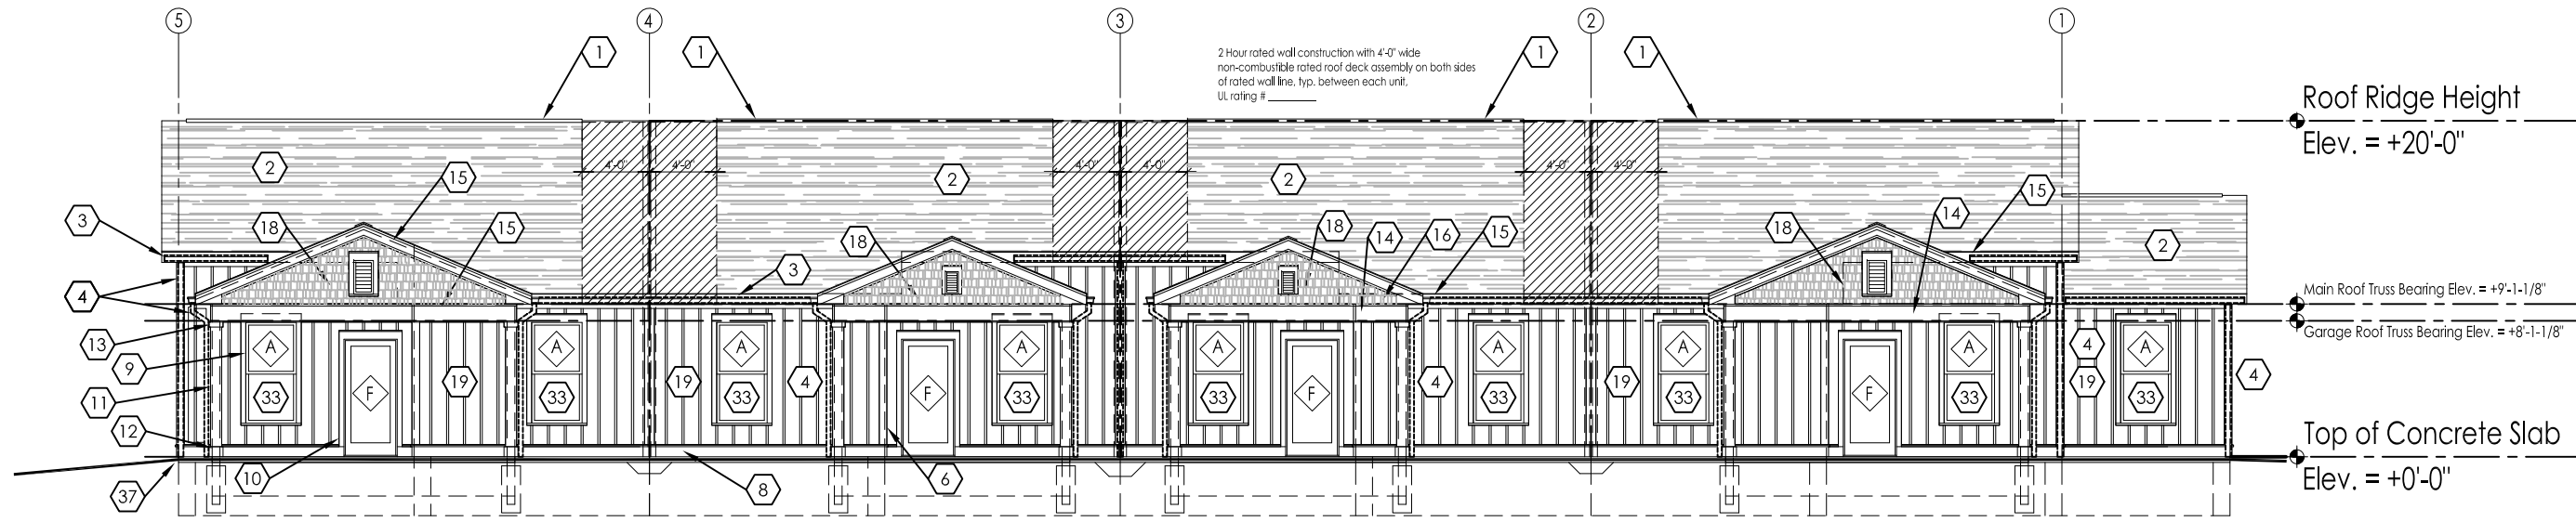 5
4
3
2
1
1
1
1
1
2 Hour rated wall construction with 4'-0" wide
non-combustible rated roof deck assembly on both sides
of rated wall line, typ. between each unit.
UL rating #
Roof Ridge Height
Elev. = +20'-0"
4'-0"
4'-0"
4'-0"
4'-0"
4'-0"
4'-0"
2
15
2
2
15
3
18
15
18
18
14
16
15
18
14
2
4
3
Main Roof Truss Bearing Elev. = +9'-1-1/8"
Garage Roof Truss Bearing Elev. = +8'-1-1/8"
13
9
11
12
A
33
F
19
A
33
19
A
33
4
F
A
33
A
33
F
4
A
33
19
A
33
F
A
33
4
19
A
33
4
Top of Concrete Slab
Elev. = +0'-0"
37
10
8
6